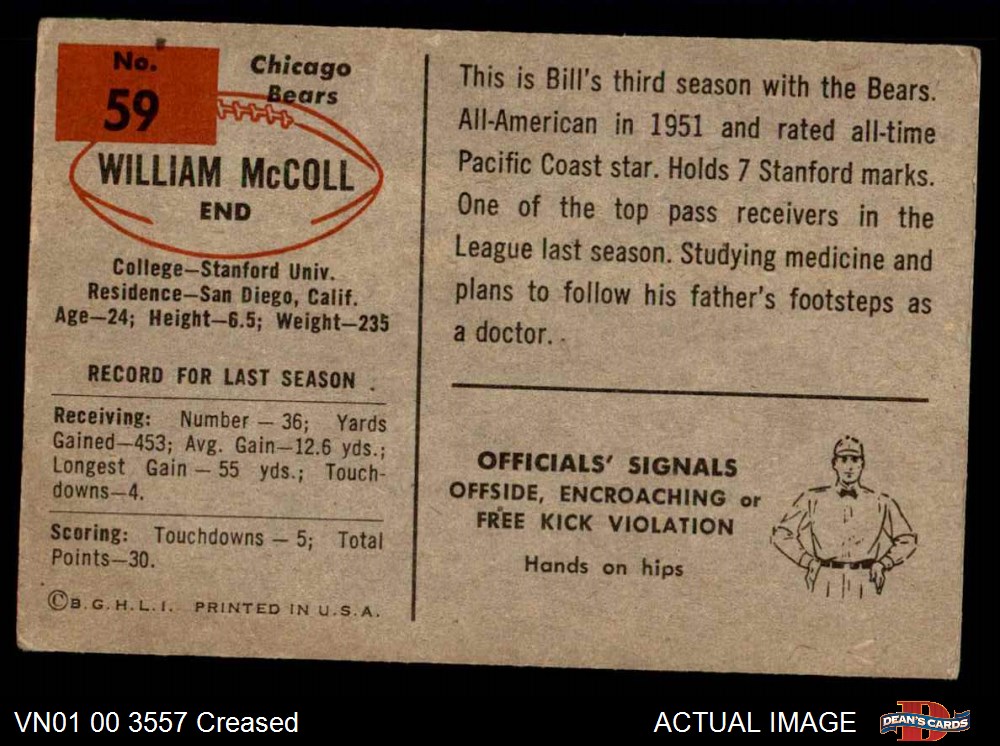 No.
59
Chicago
Bears
WILLIAM McCOLL
END
College—Stanford Univ.
Residence—San Diego, Calif.
Age—24; Height—6.5; Weight—235
RECORD FOR LAST SEASON
Receiving: Number — 36; Yards
Gained—453; Avg. Gain—12.6 yds.;
Longest Gain — 55 yds.; Touch-
downs—4.
Scoring: Touchdowns — 5; Total
Points—30.
©B.G.H.L.I. PRINTED IN U.S.A.
This is Bill's third season with the Bears.
All-American in 1951 and rated all-time
Pacific Coast star. Holds 7 Stanford marks.
One of the top pass receivers in the
League last season. Studying medicine and
plans to follow his father's footsteps as
a doctor.
OFFICIALS' SIGNALS
OFFSIDE, ENCROACHING or
FREE KICK VIOLATION
Hands on hips
VN01 00 3557 Creased
ACTUAL IMAGE
DEAN'S CARDS